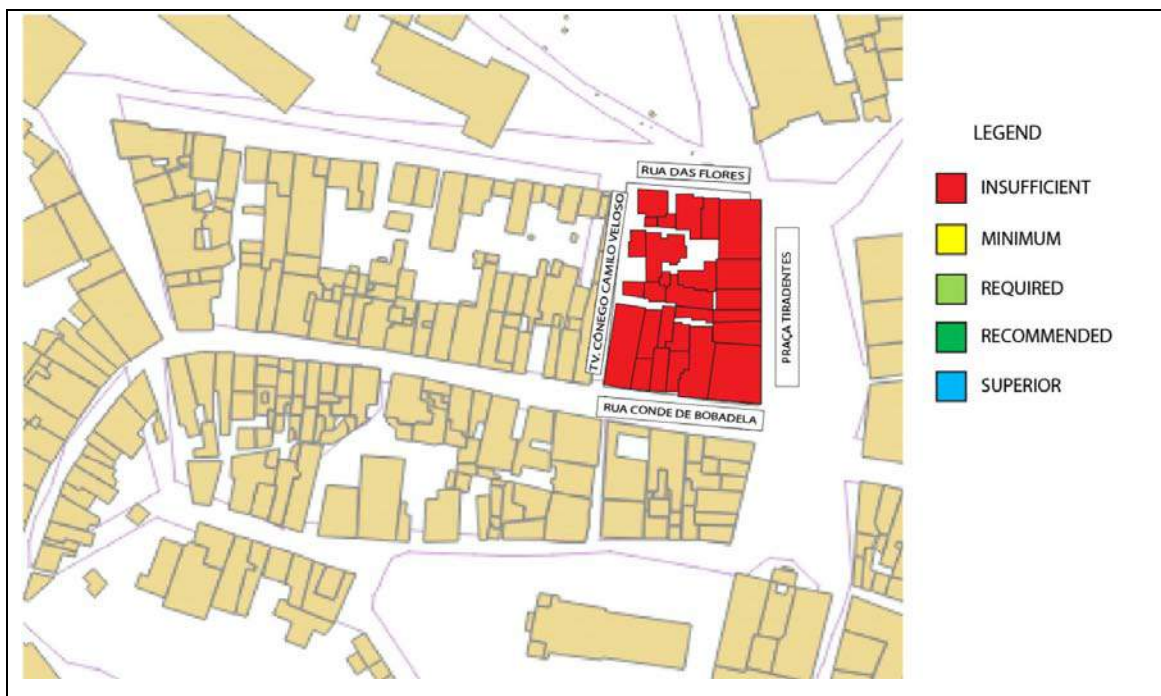 LEGEND
RUA DAS FLORES
INSUFFICIENT
TV. CÔNEGO CAMILO VELOSO
MINIMUM
REQUIRED
PRAÇA TIRADENTES
RECOMMENDED
SUPERIOR
RUA CONDE DE BOBADELA